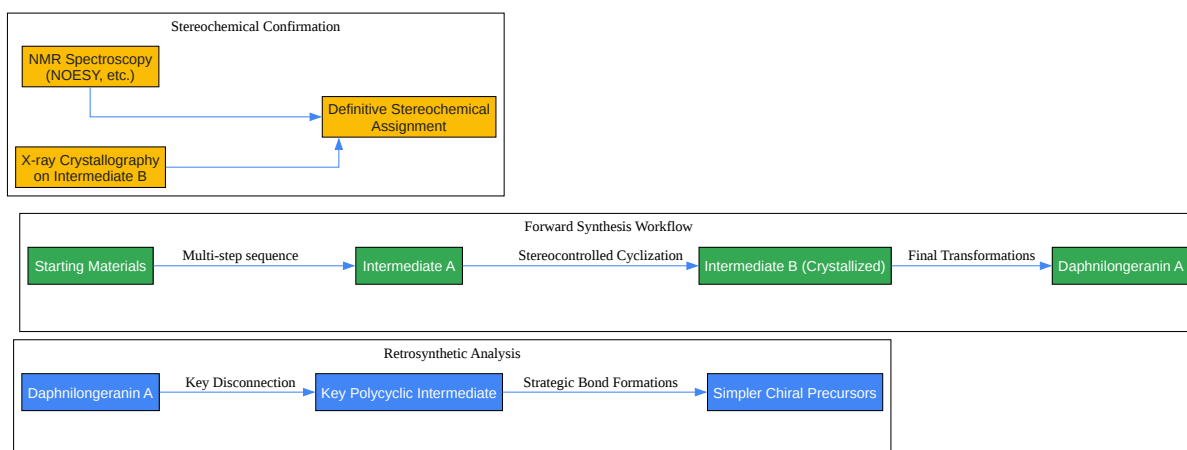 Stereochemical Confirmation
NMR Spectroscopy
(NOESY, etc.)
Definitive Stereochemical
Assignment
X-ray Crystallography
on Intermediate B
Forward Synthesis Workflow
Starting Materials
Multi-step sequence
Intermediate A
Stereocontrolled Cyclization
Intermediate B (Crystallized)
Final Transformations
Daphnilongeranin A
Retrosynthetic Analysis
Daphnilongeranin A
Key Disconnection
Key Polycyclic Intermediate
Strategic Bond Formations
Simpler Chiral Precursors